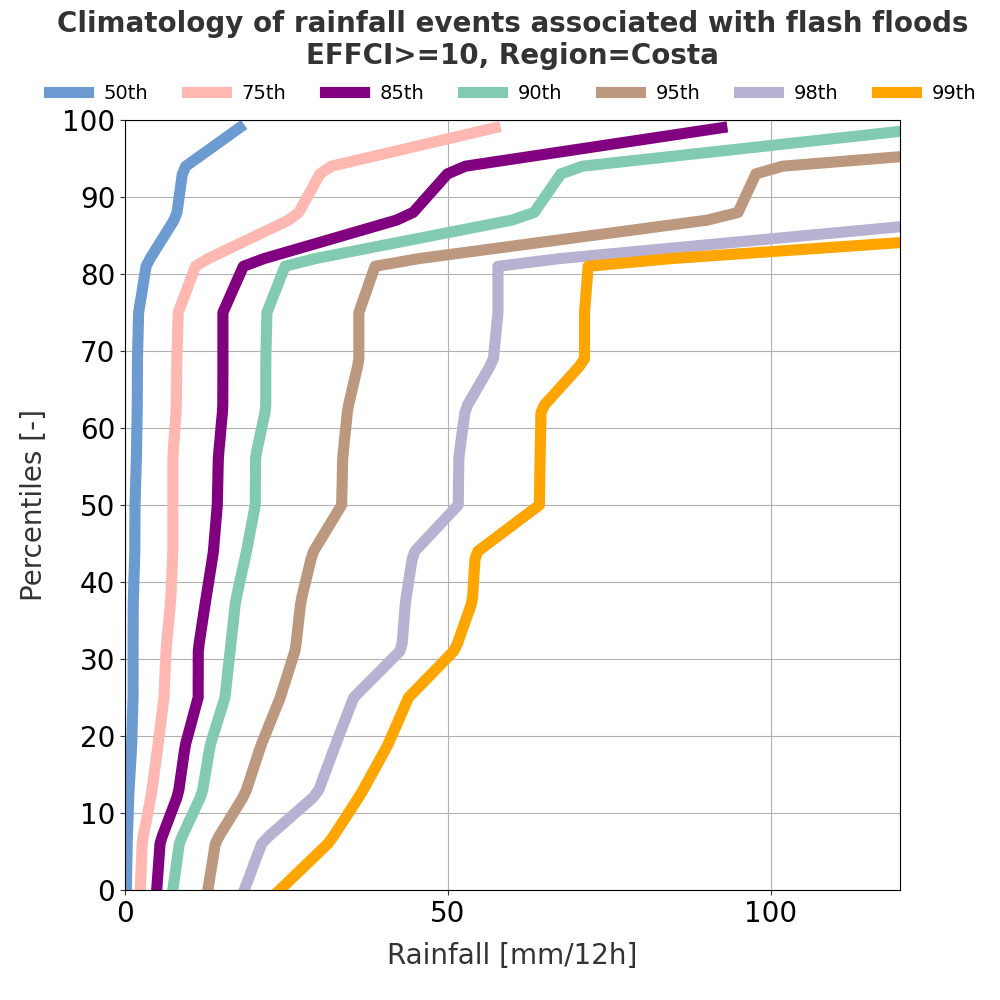 Climatology of rainfall events associated with flash floods
EFFCI>=10, Region=Costa
50th 75th 85th 90th 95th 98th 99th
100
90
80
70
60
50
40
30
20
10
0
Percentiles [-]
0 50 100
Rainfall [mm/12h]